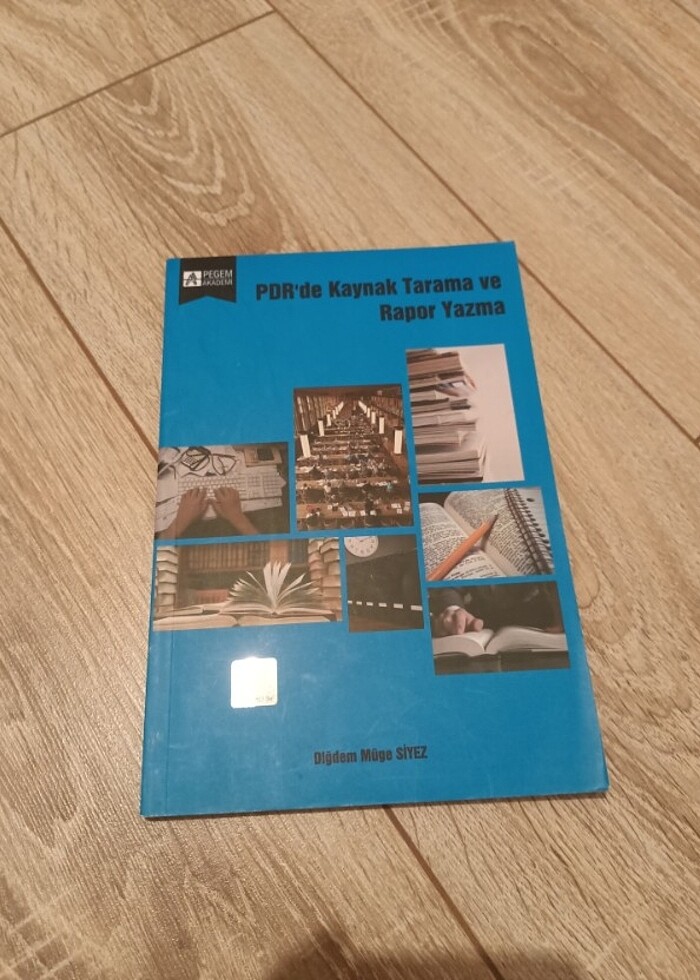 PEGEM
AKADEMİ
PDR'de Kaynak Tarama ve
Rapor Yazma
Diğdem Müge SİYEZ